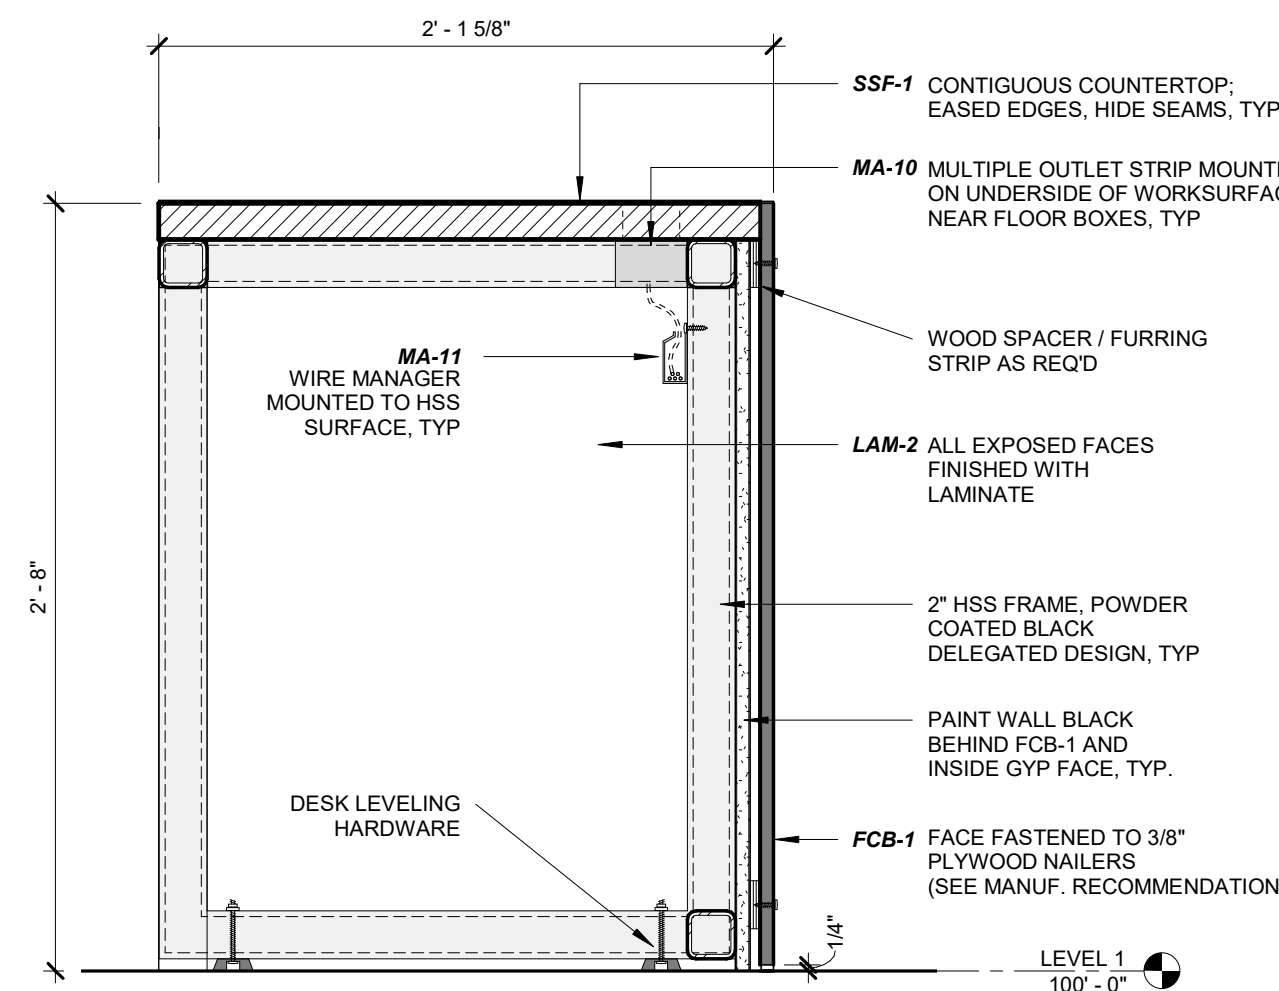 2' - 1 5/8"
SSF-1 CONTIGUOUS COUNTERTOP;
EASED EDGES, HIDE SEAMS, TYP
MA-10 MULTIPLE OUTLET STRIP MOUNT
ON UNDERSIDE OF WORKSURFAC
NEAR FLOOR BOXES, TYP
WOOD SPACER / FURRING
STRIP AS REQ'D
MA-11
WIRE MANAGER
MOUNTED TO HSS
SURFACE, TYP
LAM-2 ALL EXPOSED FACES
FINISHED WITH
LAMINATE
2' - 8"
2" HSS FRAME, POWDER
COATED BLACK
DELEGATED DESIGN, TYP
PAINT WALL BLACK
BEHIND FCB-1 AND
INSIDE GYP FACE, TYP.
DESK LEVELING
HARDWARE
FCB-1 FACE FASTENED TO 3/8"
PLYWOOD NAILERS
(SEE MANUF. RECOMMENDATION
1/4"
LEVEL 1
100' - 0"